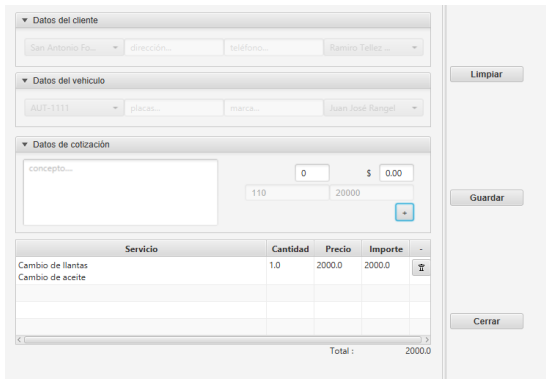 Datos del cliente
San Antonio Fo... dirección... teléfono... Ramiro Tellez ...
Datos del vehiculo
AUT-1111 placas... marca... Juan José Rangel
Datos de cotización
concepto... 0 $ 0.00
110 20000
+
Servicio Cantidad Precio Importe -
Cambio de llantas 1.0 2000.0 2000.0
Cambio de aceite
Total : 2000.0
Limpiar
Guardar
Cerrar